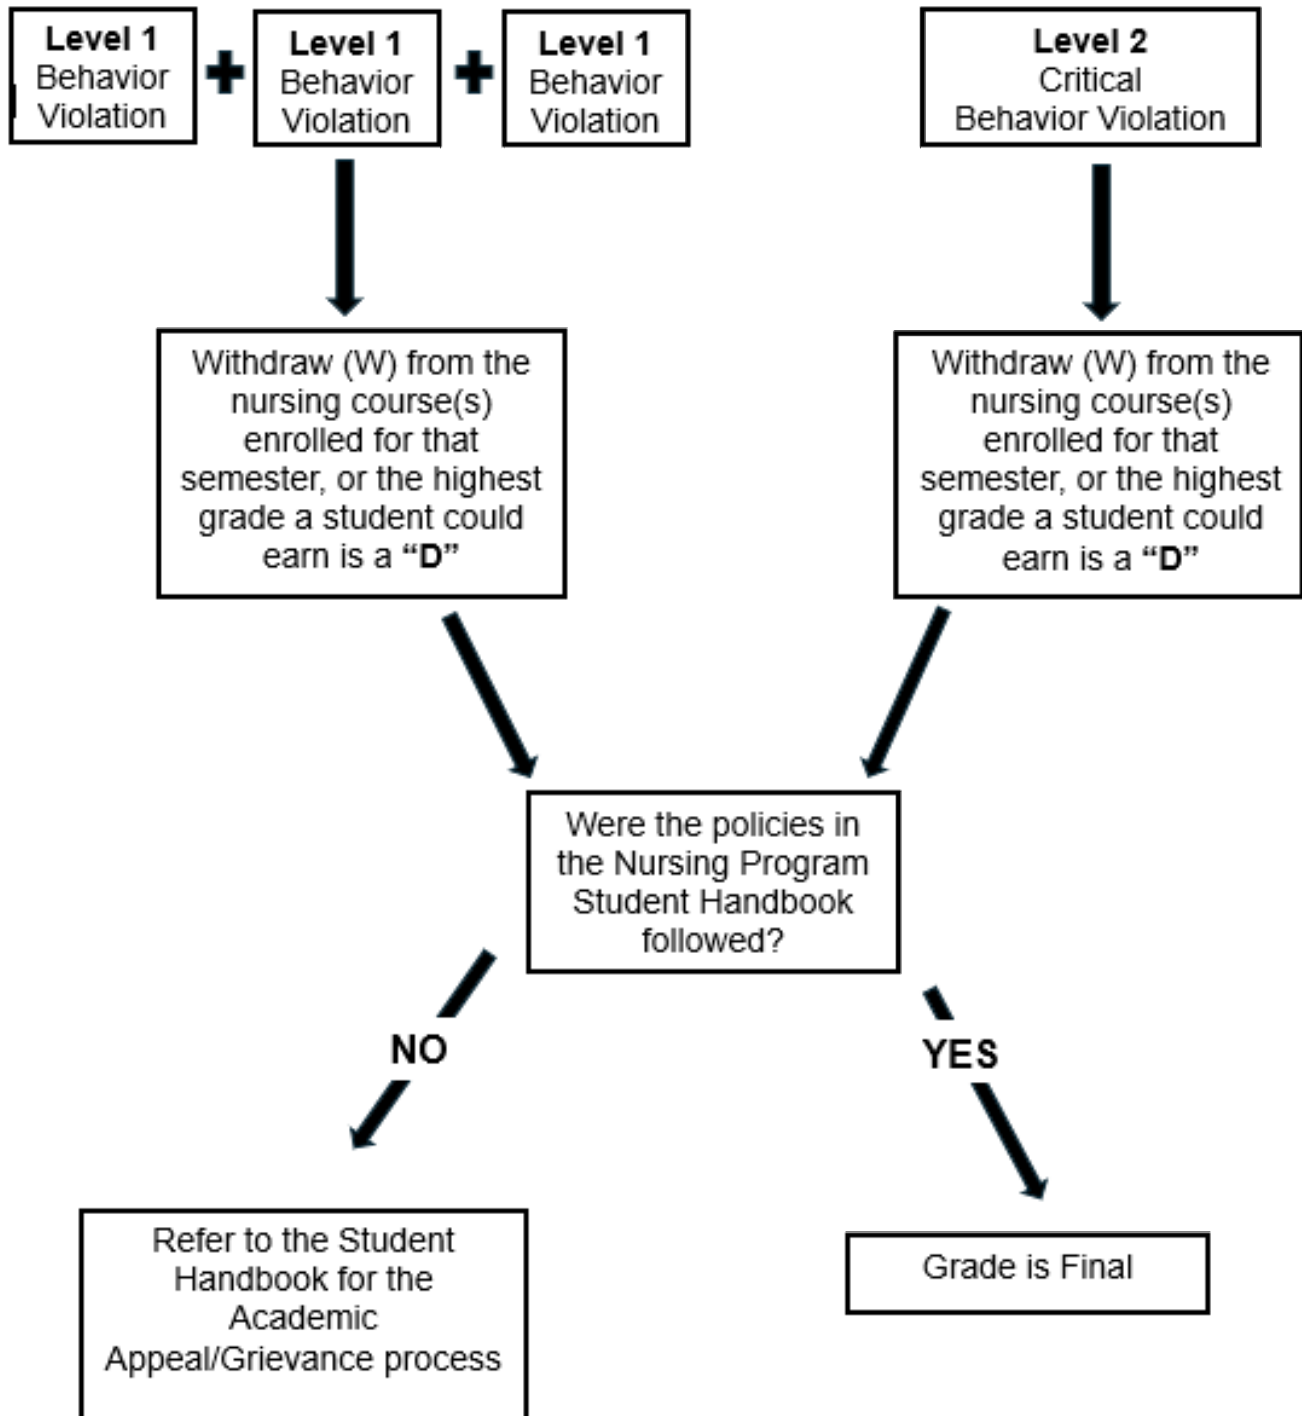 Level 1
Behavior
Violation
Level 1
Behavior
Violation
Level 1
Behavior
Violation
Level 2
Critical
Behavior Violation
Withdraw (W) from the
nursing course(s)
enrolled for that
semester, or the highest
grade a student could
earn is a “D”
Withdraw (W) from the
nursing course(s)
enrolled for that
semester, or the highest
grade a student could
earn is a “D”
Were the policies in
the Nursing Program
Student Handbook
followed?
NO
YES
Refer to the Student
Handbook for the
Academic
Appeal/Grievance process
Grade is Final